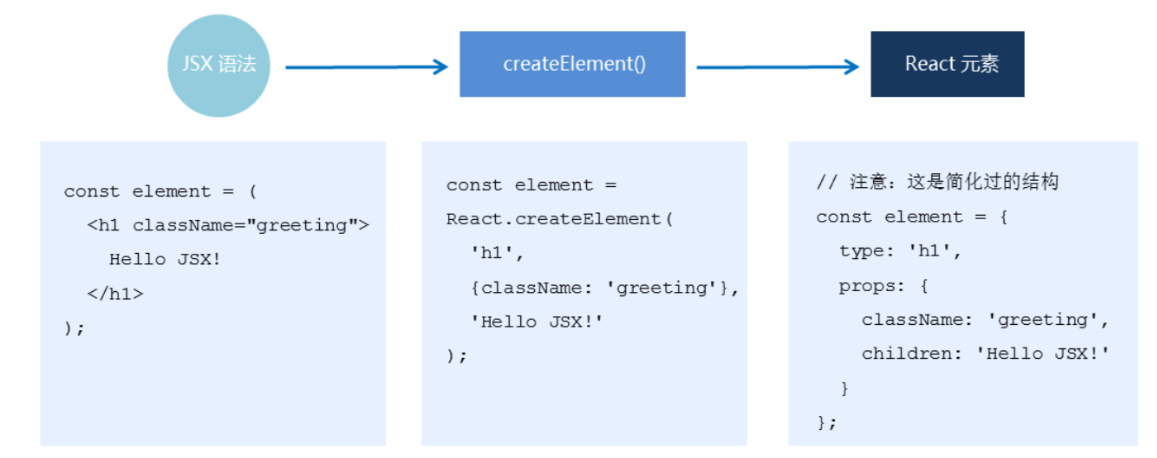 JSX 语法
createElement()
React 元素
const element = (
  <h1 className="greeting">
    Hello JSX!
  </h1>
);
const element =
React.createElement(
  'h1',
  {className: 'greeting'},
  'Hello JSX!'
);
// 注意：这是简化过的结构
const element = {
  type: 'h1',
  props: {
    className: 'greeting',
    children: 'Hello JSX!'
  }
};